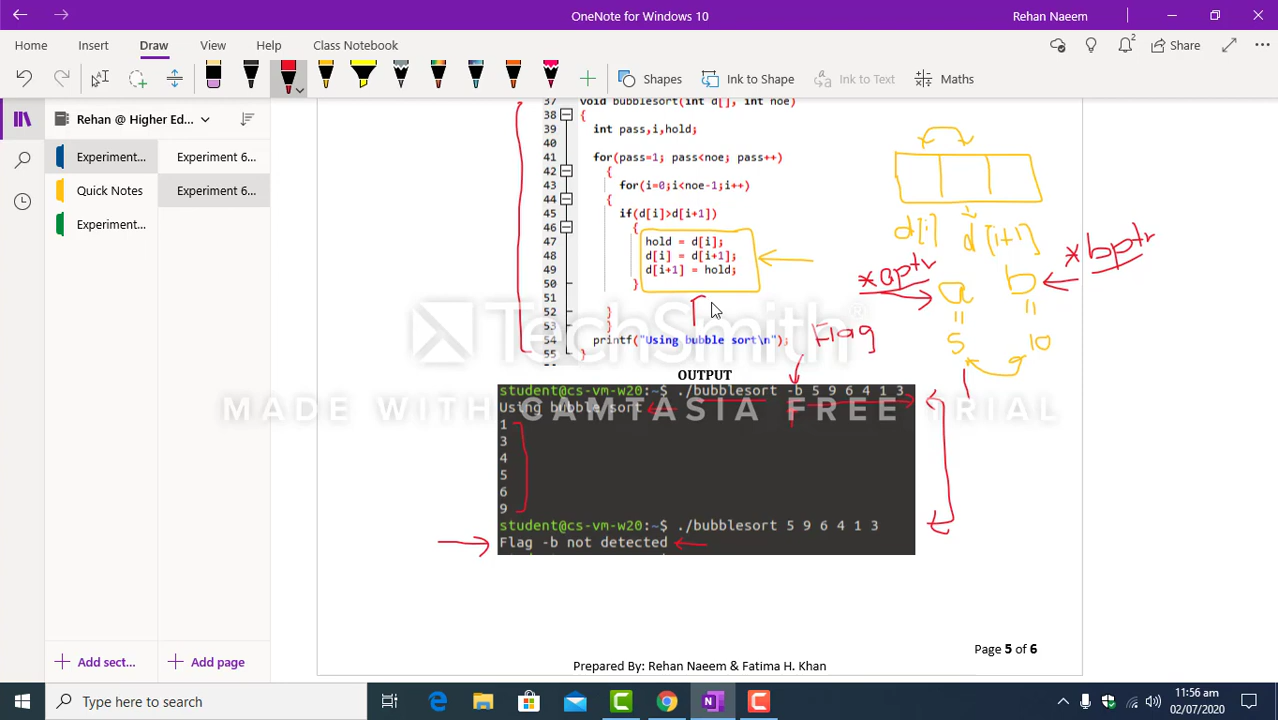 OneNote for Windows 10
Rehan Naeem
Home Insert Draw View Help Class Notebook
Share
Shapes Ink to Shape Ink to Text Maths
Rehan @ Higher Ed...
Experiment...
Quick Notes
Experiment...
Experiment 6...
Experiment 6...
37 void bubblesort(int d[], int noe)
38 {
39 int pass,i,hold;
40
41 for(pass=1; pass<noe; pass++)
42 {
43 for(i=0;i<noe-1;i++)
44 {
45 if(d[i]>d[i+1])
46 {
47 hold = d[i];
48 d[i] = d[i+1];
49 d[i+1] = hold;
50 }
51
52 }
53 }
54 printf("Using bubble sort\n");
55 }
d[i] d[i+1]
*aptr a b *bptr
= =
5 10
Flag
TechSmith
MADE WITH CAMTASIA FREE TRIAL
OUTPUT
student@cs-vm-w20:~$ ./bubblesort -b 5 9 6 4 1 3
Using bubble sort
1
3
4
5
6
9
student@cs-vm-w20:~$ ./bubblesort 5 9 6 4 1 3
Flag -b not detected
Page 5 of 6
Prepared By: Rehan Naeem & Fatima H. Khan
Add sect...
Add page
Type here to search
11:56 am
02/07/2020